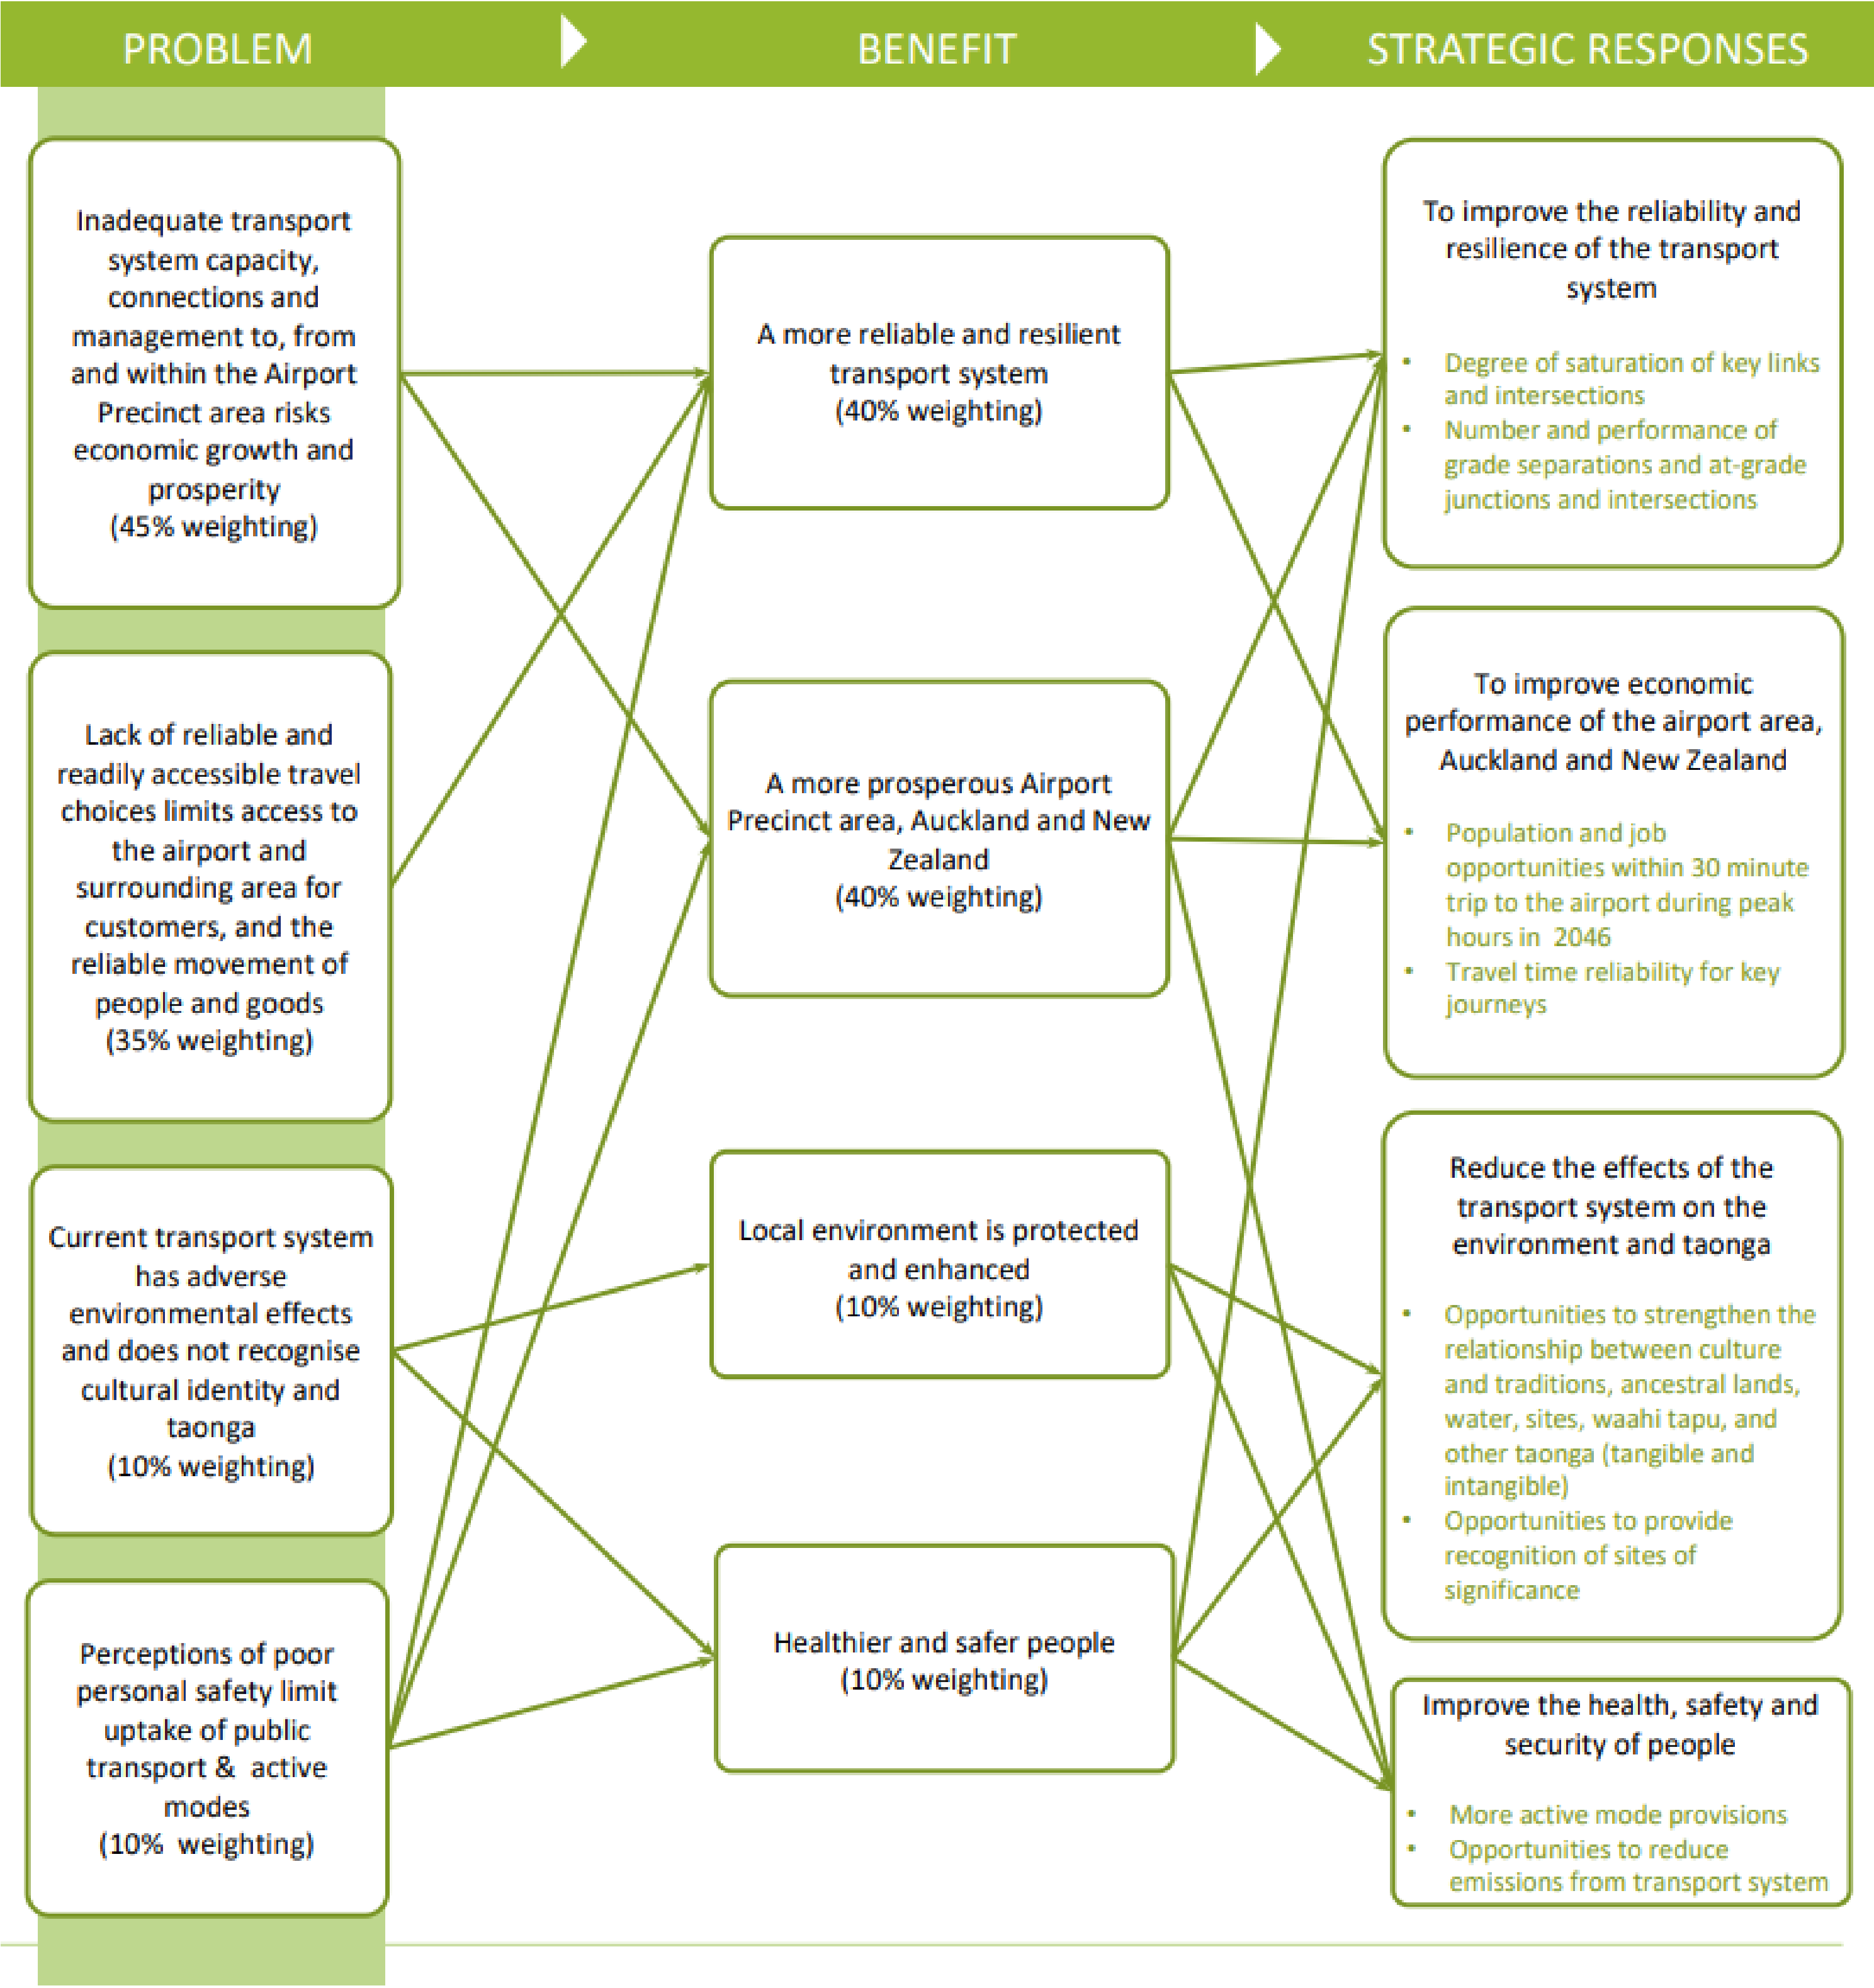 PROBLEM
BENEFIT
STRATEGIC RESPONSES
Inadequate transport
system capacity,
connections and
management to, from
and within the Airport
Precinct area risks
economic growth and
prosperity
(45% weighting)
Lack of reliable and
readily accessible travel
choices limits access to
the airport and
surrounding area for
customers, and the
reliable movement of
people and goods
(35% weighting)
Current transport system
has adverse
environmental effects
and does not recognise
cultural identity and
taonga
(10% weighting)
Perceptions of poor
personal safety limit
uptake of public
transport & active
modes
(10% weighting)
A more reliable and resilient
transport system
(40% weighting)
A more prosperous Airport
Precinct area, Auckland and New
Zealand
(40% weighting)
Local environment is protected
and enhanced
(10% weighting)
Healthier and safer people
(10% weighting)
To improve the reliability and
resilience of the transport
system
• Degree of saturation of key links
and intersections
• Number and performance of
grade separations and at-grade
junctions and intersections
To improve economic
performance of the airport area,
Auckland and New Zealand
• Population and job
opportunities within 30 minute
trip to the airport during peak
hours in 2046
• Travel time reliability for key
journeys
Reduce the effects of the
transport system on the
environment and taonga
• Opportunities to strengthen the
relationship between culture
and traditions, ancestral lands,
water, sites, waahi tapu, and
other taonga (tangible and
intangible)
• Opportunities to provide
recognition of sites of
significance
Improve the health, safety and
security of people
• More active mode provisions
• Opportunities to reduce
emissions from transport system